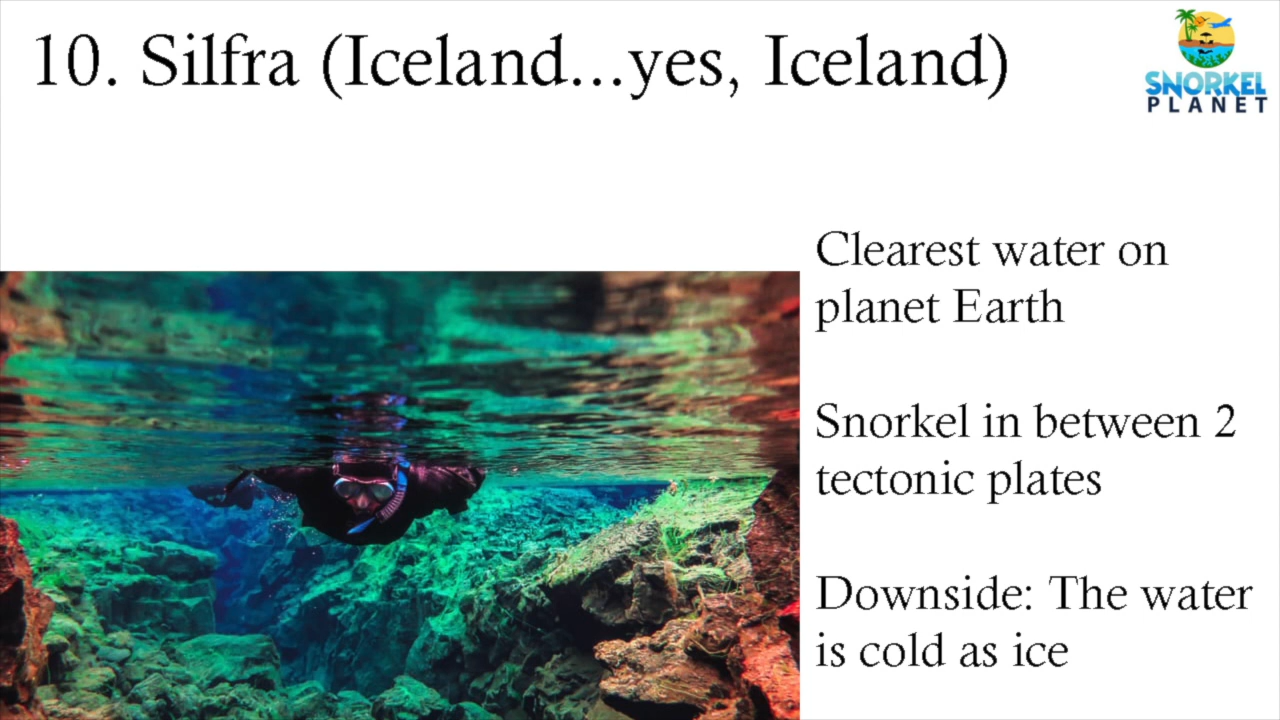 10. Silfra (Iceland...yes, Iceland)
SNORKEL
PLANET
Clearest water on
planet Earth
Snorkel in between 2
tectonic plates
Downside: The water
is cold as ice